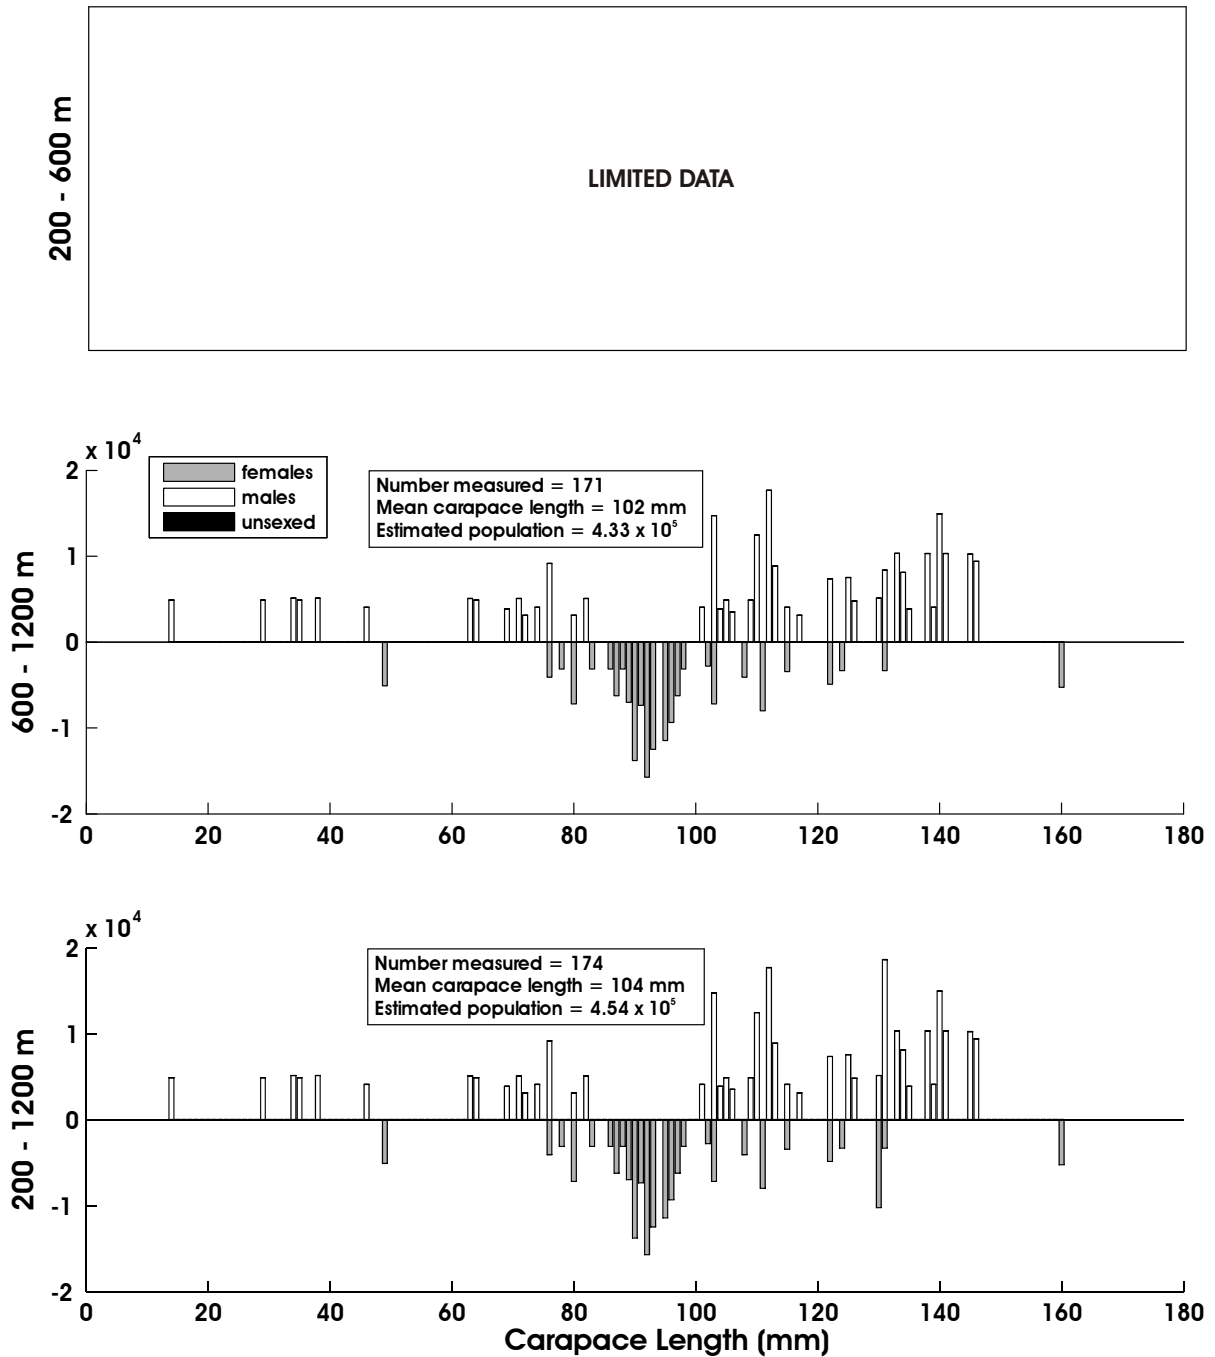 200 - 600 m
LIMITED DATA
x 10^4
females
males
unsexed
Number measured = 171
Mean carapace length = 102 mm
Estimated population = 4.33 x 10^5
600 - 1200 m
2
1
0
-1
-2
0 20 40 60 80 100 120 140 160 180
x 10^4
Number measured = 174
Mean carapace length = 104 mm
Estimated population = 4.54 x 10^5
200 - 1200 m
2
1
0
-1
-2
0 20 40 60 80 100 120 140 160 180
Carapace Length (mm)